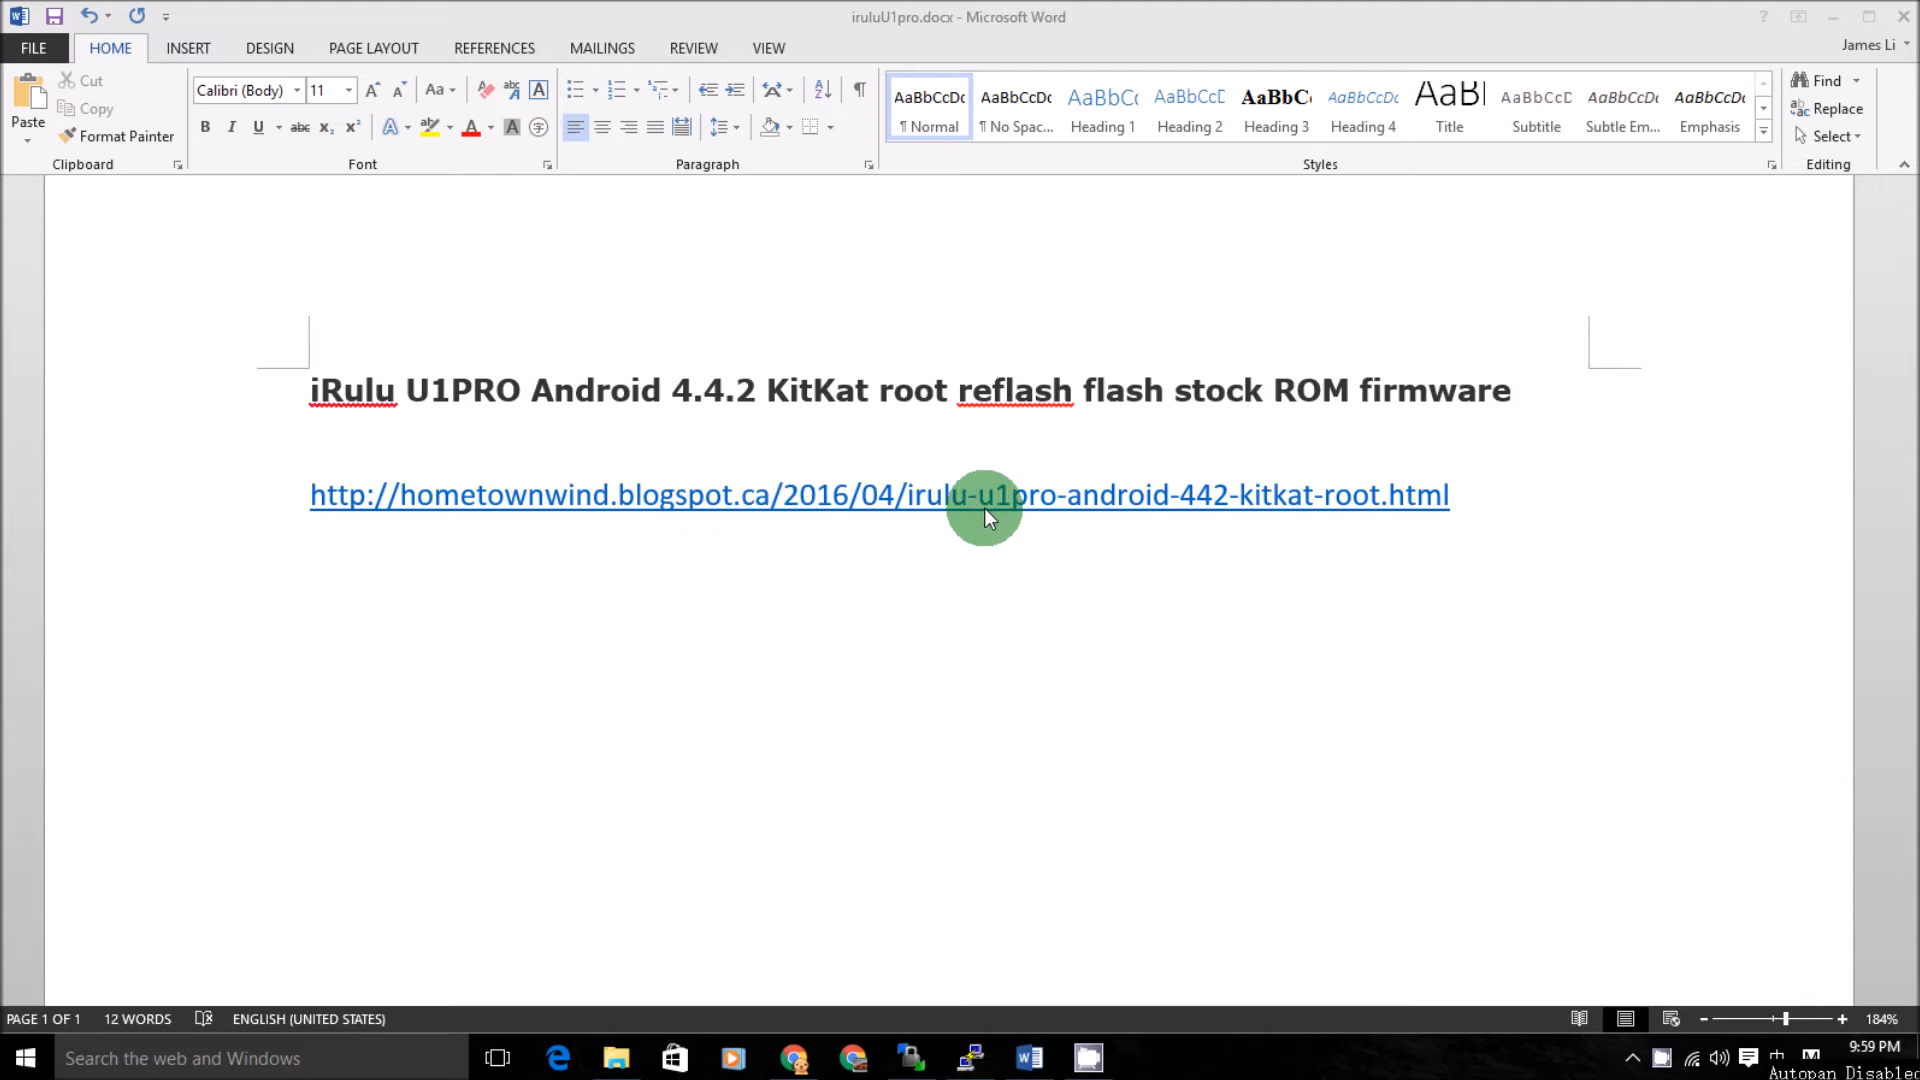 iruluU1pro.docx - Microsoft Word
James Li
FILE HOME INSERT DESIGN PAGE LAYOUT REFERENCES MAILINGS REVIEW VIEW
Paste
Cut
Copy
Format Painter
Clipboard
Calibri (Body) 11
Font
Paragraph
AaBbCcDc AaBbCcDc AaBbCc AaBbCcD AaBbC AaBbCcDc AaB AaBbCcD AaBbCcDc AaBbCcDc
¶ Normal ¶ No Spac... Heading 1 Heading 2 Heading 3 Heading 4 Title Subtitle Subtle Em... Emphasis
Styles
Find
Replace
Select
Editing
iRulu U1PRO Android 4.4.2 KitKat root reflash flash stock ROM firmware
http://hometownwind.blogspot.ca/2016/04/irulu-u1pro-android-442-kitkat-root.html
PAGE 1 OF 1 12 WORDS ENGLISH (UNITED STATES) 184%
Search the web and Windows
9:59 PM
Autopan Disabled